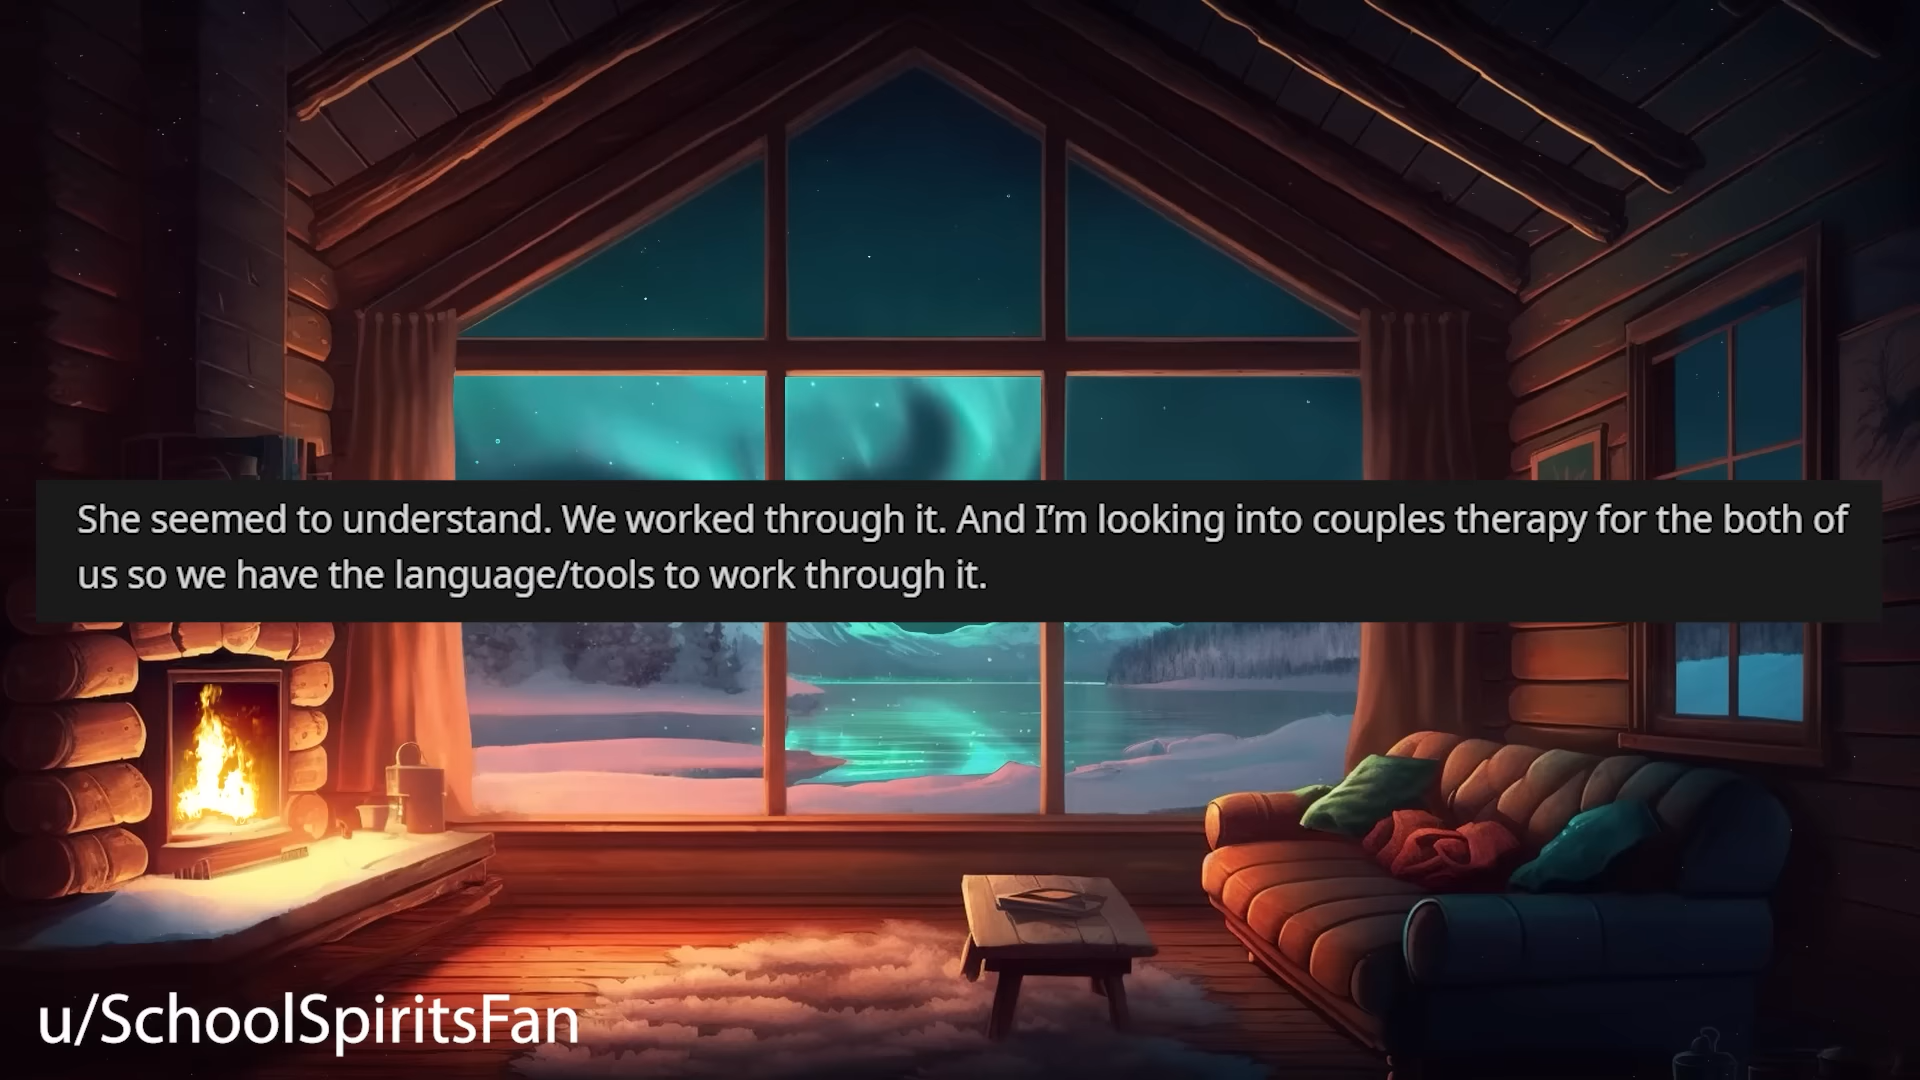 She seemed to understand. We worked through it. And I’m looking into couples therapy for the both of
us so we have the language/tools to work through it.
u/SchoolSpiritsFan